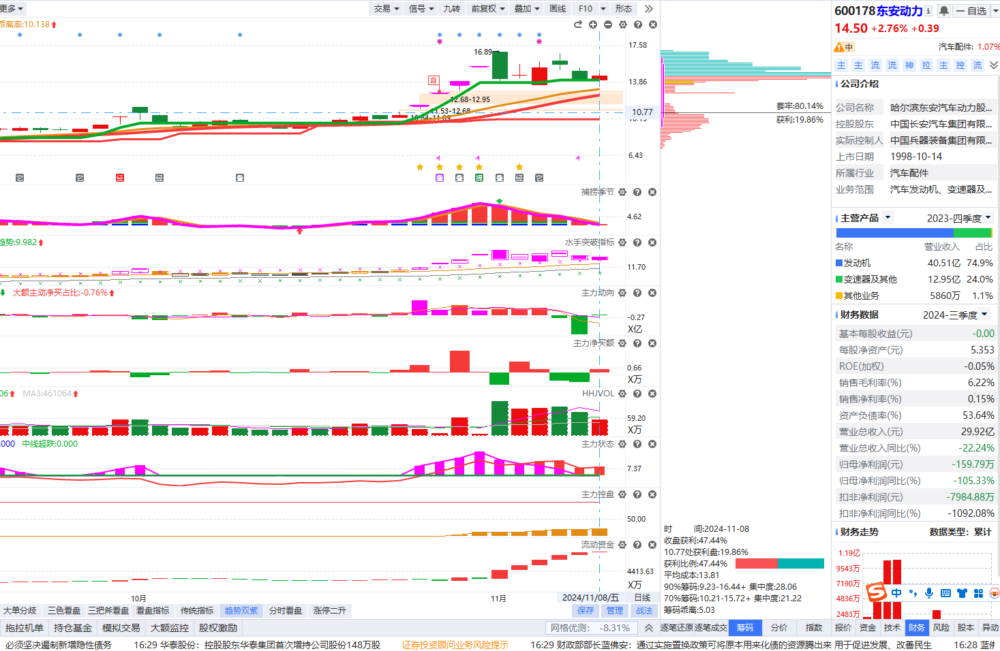 更多
交易 信号 九转 前复权 叠加 画线 F10 形态
乖离率:10.138
17.58
16.89
13.86
自
12.68-12.95
11.53-12.68
10.77
6.43
套牢:80.14%
获利:19.86%
捕捞季节
4.62
趋势:9.982
水手突破指标
11.70
大额主动净买占比:-0.76%
主力动向
-0.27
X亿
主力净买额
0.66
X万
06 MA3:461064
HHJVOL
59.20
X万
.000 中线超跌:0.000
主力状态
7.37
主力控盘
50.00
流动资金
4413.63
X万
10月
11月
2024/11/08/五
日线
时 间:2024-11-08
收盘获利:47.44%
10.77处获利盘:19.86%
获利比例:47.44%
平均成本:13.81
90%筹码:9.23-16.44+ 集中度:28.06
70%筹码:10.21-15.72+ 集中度:21.22
筹码乖离:5.03
600178东安动力
自选
14.50 +2.76% +0.39
中
汽车配件: 1.07%
主 主 流 流 神 拉 主 控 流
公司介绍
公司名称 哈尔滨东安汽车动力股...
控股股东 中国长安汽车集团有限...
实际控制人 中国兵器装备集团有限...
上市日期 1998-10-14
所属行业 汽车配件
业务范围 汽车发动机、变速器及...
主营产品 2023-四季度
名称 营业收入 占比
发动机 40.51亿 74.9%
变速器及其他 12.95亿 24.0%
其他业务 5860万 1.1%
财务数据 2024-三季度
基本每股收益(元) -0.00
每股净资产(元) 5.353
ROE(加权) -0.05%
销售毛利率(%) 6.22%
销售净利率(%) 0.15%
资产负债率(%) 53.64%
营业总收入(元) 29.92亿
营业总收入同比(%) -22.24%
归母净利润(元) -159.79万
归母净利润同比(%) -105.33%
扣非净利润(元) -7984.88万
扣非净利润同比(%) -1092.08%
财务走势 数据类型：累计
1.19亿
9543万
7190万
4836万
2483万
中
大单分歧 三色看盘 三把斧看盘 看盘指标 传统指标 趋势双紫 分时看盘 涨停二升 保存 管理 战法
拖拉机单 持仓基金 模拟交易 大额监控 股权激励 网格优测： -8.31% 逐笔还原 逐笔成交 筹码 分价 指数 报价 资金 技术 财务 风险 股本 异动
必须坚决遏制新增隐性债务 16:29 华泰股份：控股股东华泰集团首次增持公司股份148万股 证券投资顾问业务风险提示 16:29 财政部部长蓝佛安：通过实施置换政策可将原本用来化债的资源腾出来 用于促进发展、改善民生 16:28 蓝佛